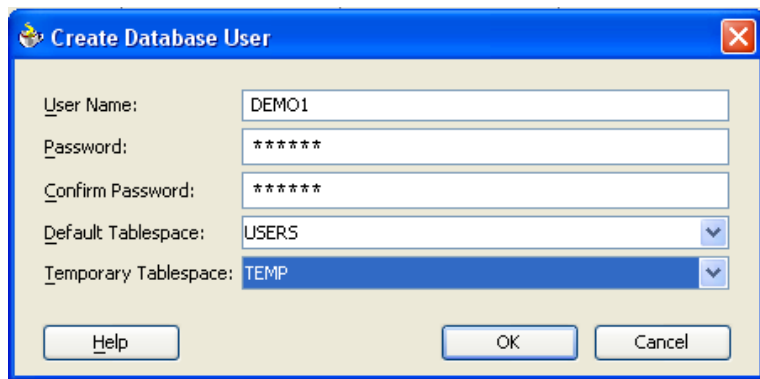 Create Database User
User Name: DEMO1
Password: ******
Confirm Password: ******
Default Tablespace: USERS
Temporary Tablespace: TEMP
Help OK Cancel